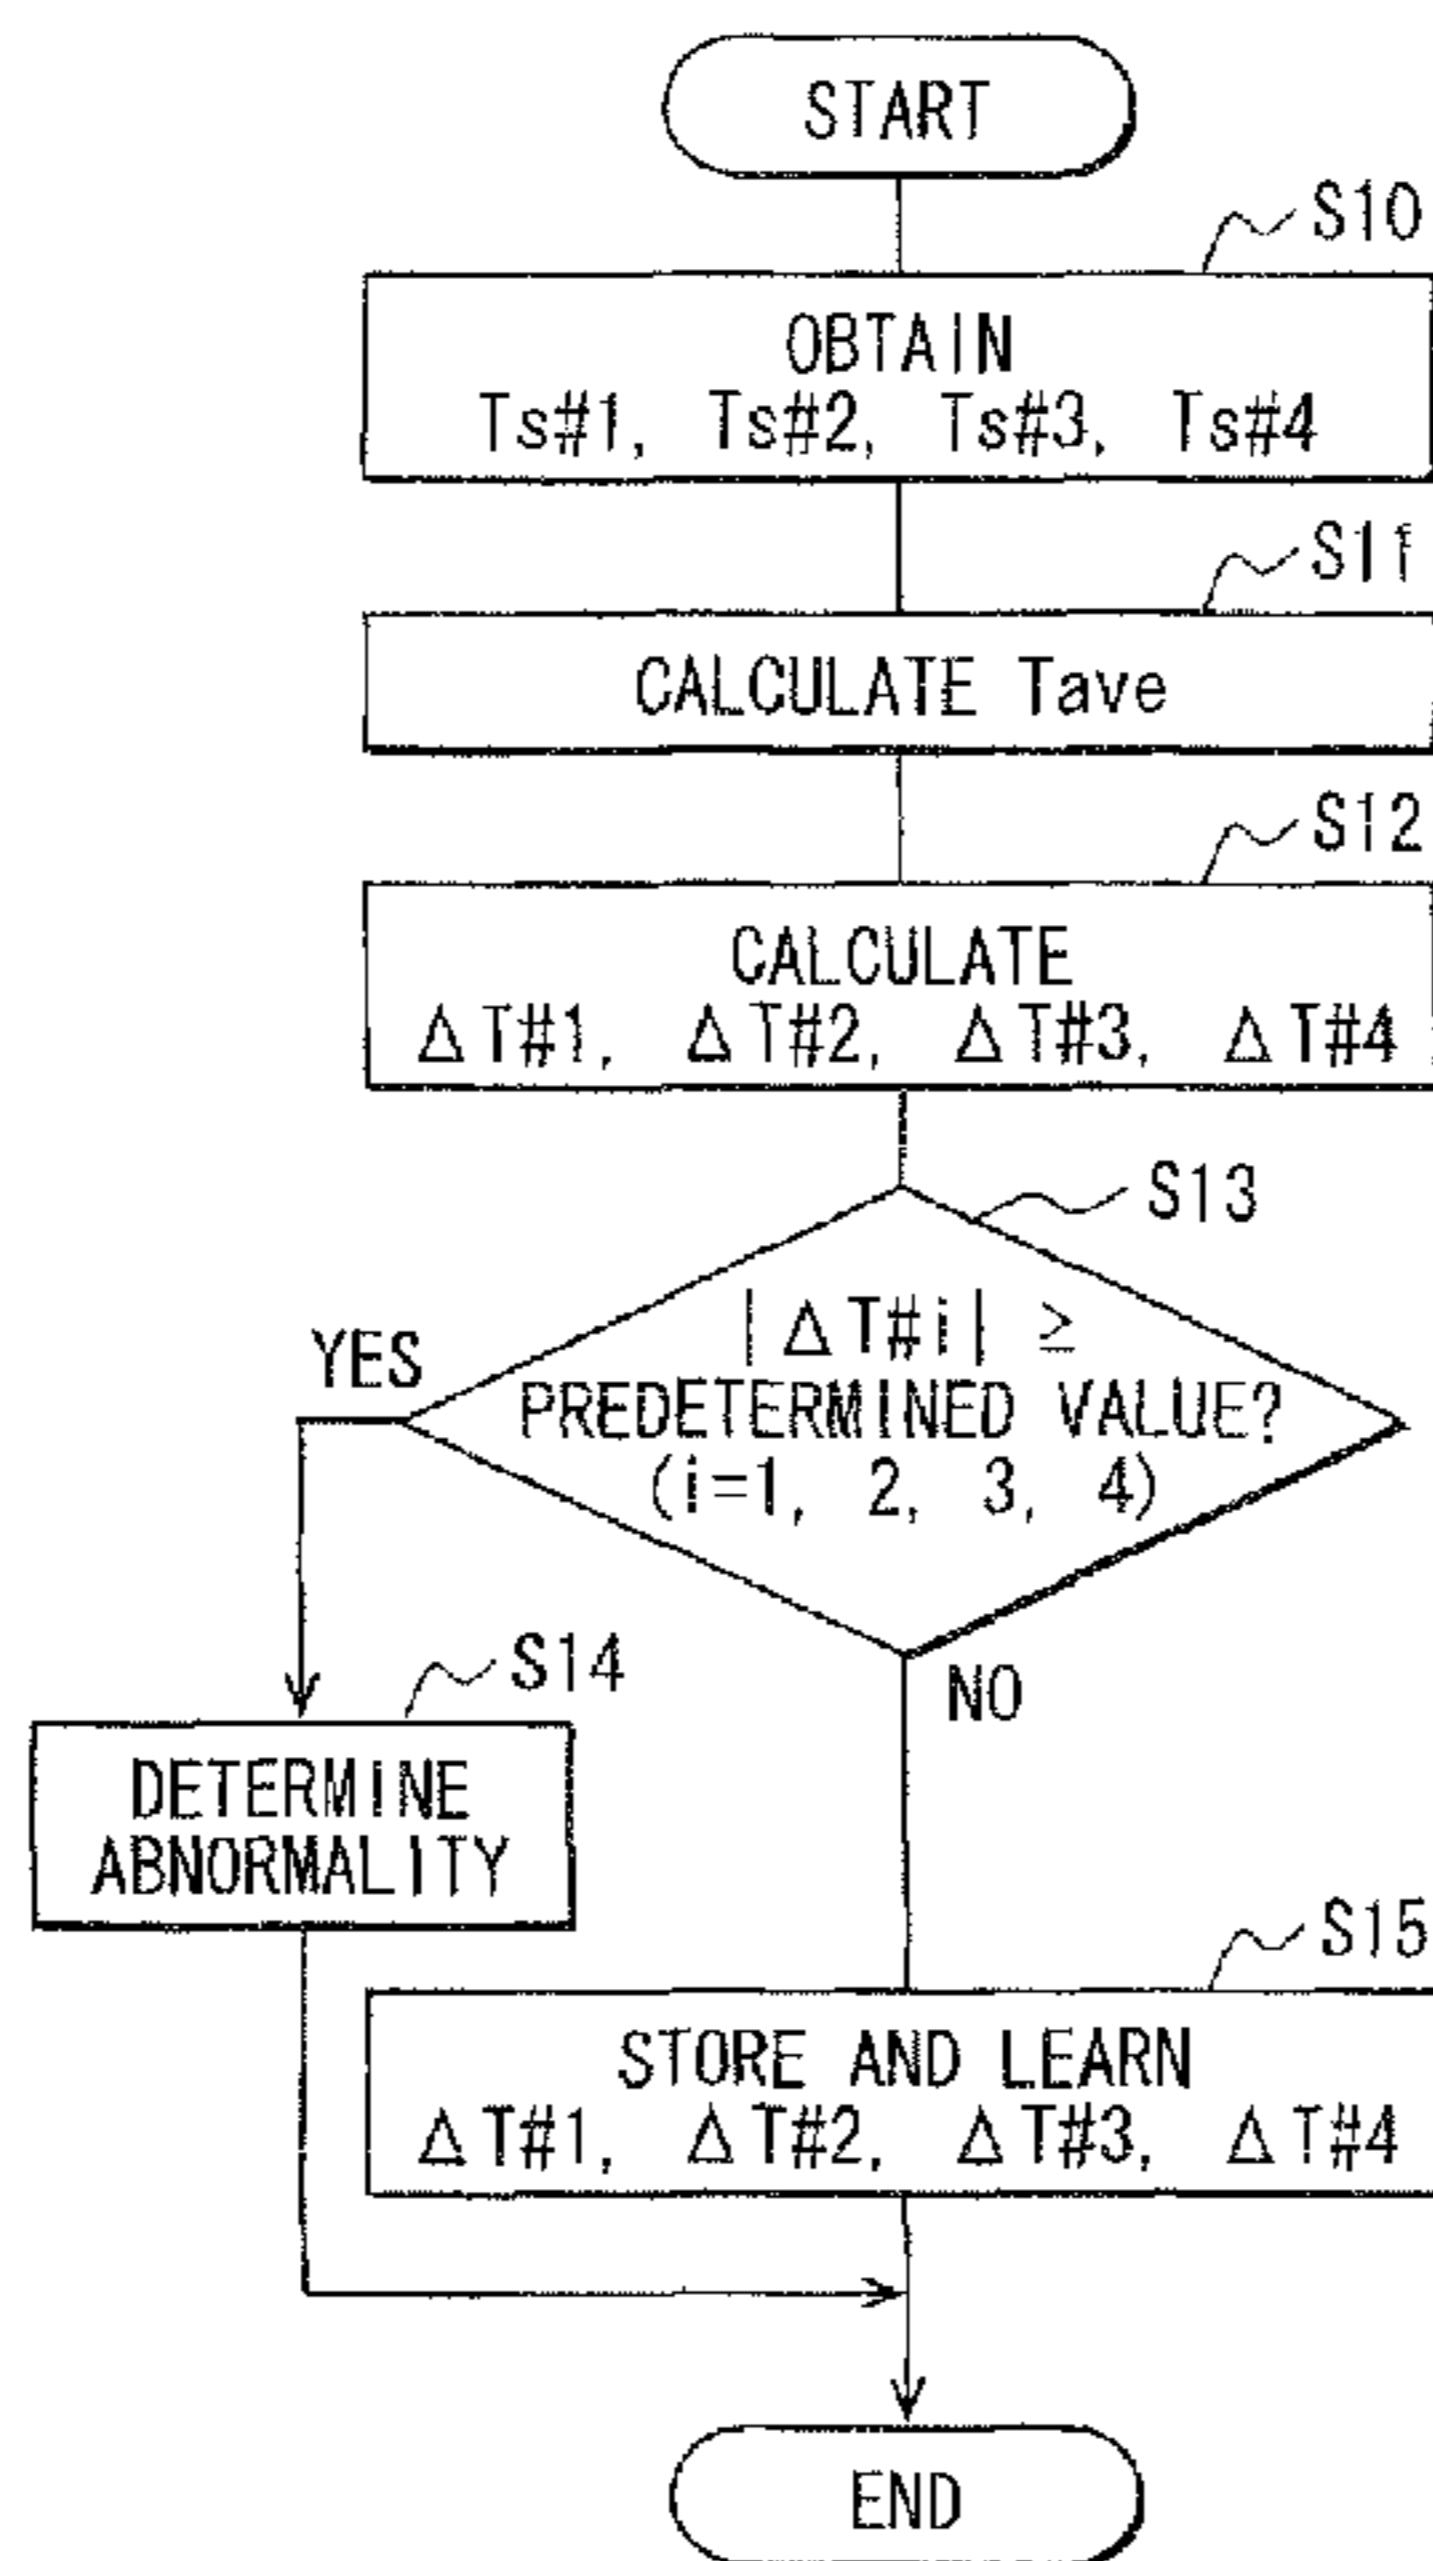 START
S10
OBTAIN
Ts#1, Ts#2, Ts#3, Ts#4
S11
CALCULATE Tave
S12
CALCULATE
ΔT#1, ΔT#2, ΔT#3, ΔT#4
S13
|ΔT#i| ≥
PREDETERMINED VALUE?
(i=1, 2, 3, 4)
YES
NO
S14
DETERMINE
ABNORMALITY
S15
STORE AND LEARN
ΔT#1, ΔT#2, ΔT#3, ΔT#4
END